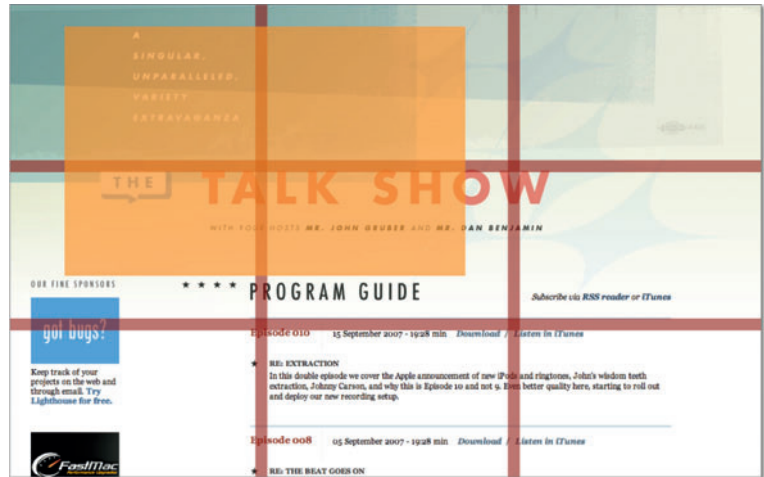 A
SINGULAR,
UNPARALLELED,
VARIETY
EXTRAVAGANZA
THE
TALK SHOW
WITH YOUR HOSTS MR. JOHN GRUBER AND MR. DAN BENJAMIN
OUR FINE SPONSORS
★ ★ ★ ★ PROGRAM GUIDE
Subscribe via RSS reader or iTunes
got bugs?
Episode 010 15 September 2007 - 19:28 min Download / Listen in iTunes
Keep track of your
projects on the web and
through email. Try
Lighthouse for free.
★ RE: EXTRACTION
In this double episode we cover the Apple announcement of new iPods and ringtones, John's wisdom teeth
extraction, Johnny Carson, and why this is Episode 10 and not 9. Even better quality here, starting to roll out
and deploy our new recording setup.
FastMac
Episode 008 05 September 2007 - 19:28 min Download / Listen in iTunes
★ RE: THE BEAT GOES ON